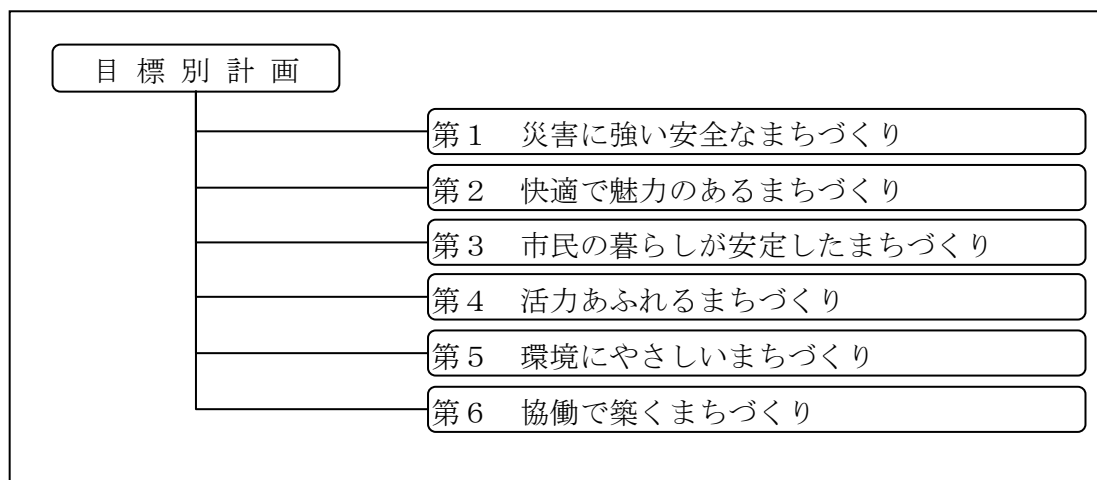 目標別計画
第１　災害に強い安全なまちづくり
第２　快適で魅力のあるまちづくり
第３　市民の暮らしが安定したまちづくり
第４　活力あふれるまちづくり
第５　環境にやさしいまちづくり
第６　協働で築くまちづくり